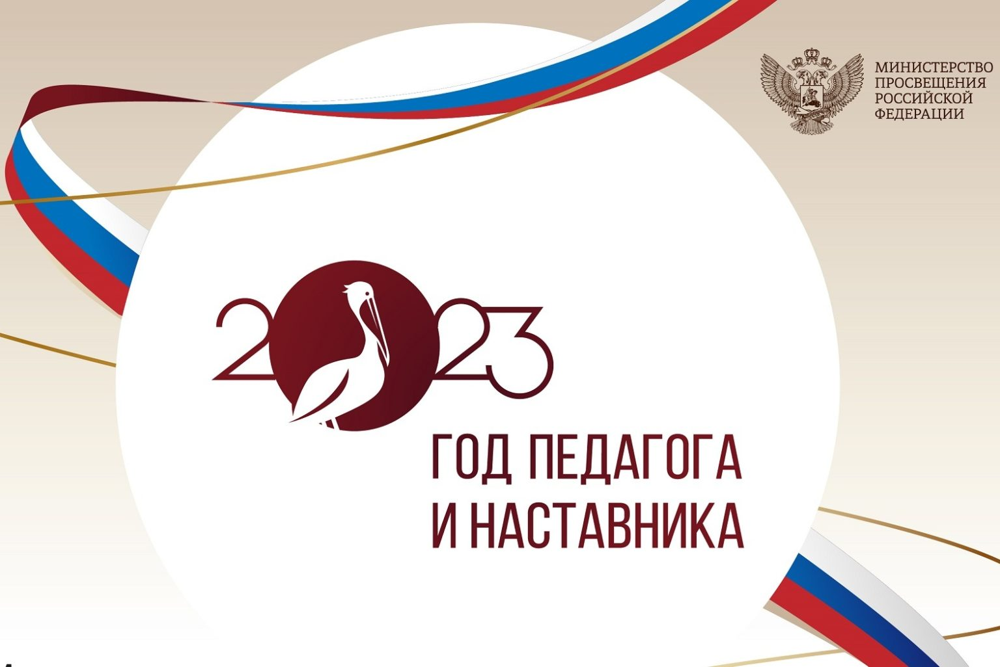 МИНИСТЕРСТВО
ПРОСВЕЩЕНИЯ
РОССИЙСКОЙ
ФЕДЕРАЦИИ
2023
ГОД ПЕДАГОГА
И НАСТАВНИКА